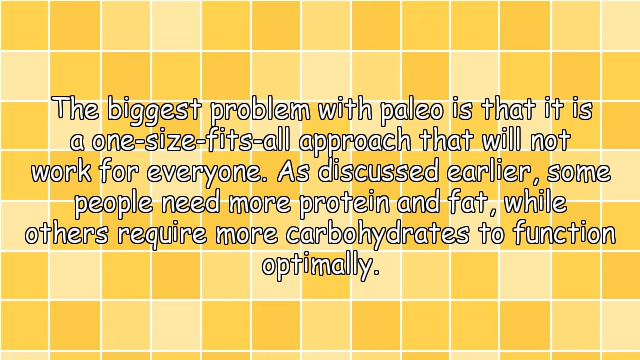 The biggest problem with paleo is that it is
a one-size-fits-all approach that will not
work for everyone. As discussed earlier, some
people need more protein and fat, while
others require more carbohydrates to function
optimally.